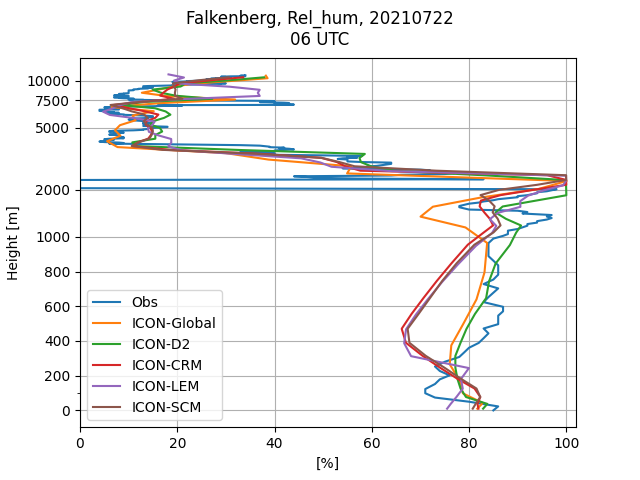 Falkenberg, Rel_hum, 20210722
06 UTC
Height [m]
10000
7500
5000
2000
1000
800
600
400
200
0
Obs
ICON-Global
ICON-D2
ICON-CRM
ICON-LEM
ICON-SCM
0 20 40 60 80 100
[%]